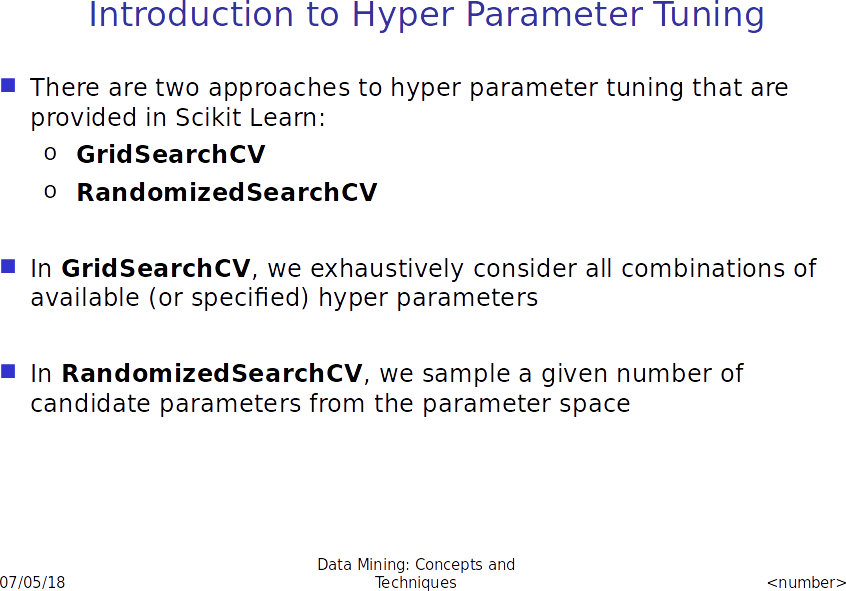 Introduction to Hyper Parameter Tuning
There are two approaches to hyper parameter tuning that are
provided in Scikit Learn:
o GridSearchCV
o RandomizedSearchCV
In GridSearchCV, we exhaustively consider all combinations of
available (or specified) hyper parameters
In RandomizedSearchCV, we sample a given number of
candidate parameters from the parameter space
07/05/18
Data Mining: Concepts and
Techniques
<number>